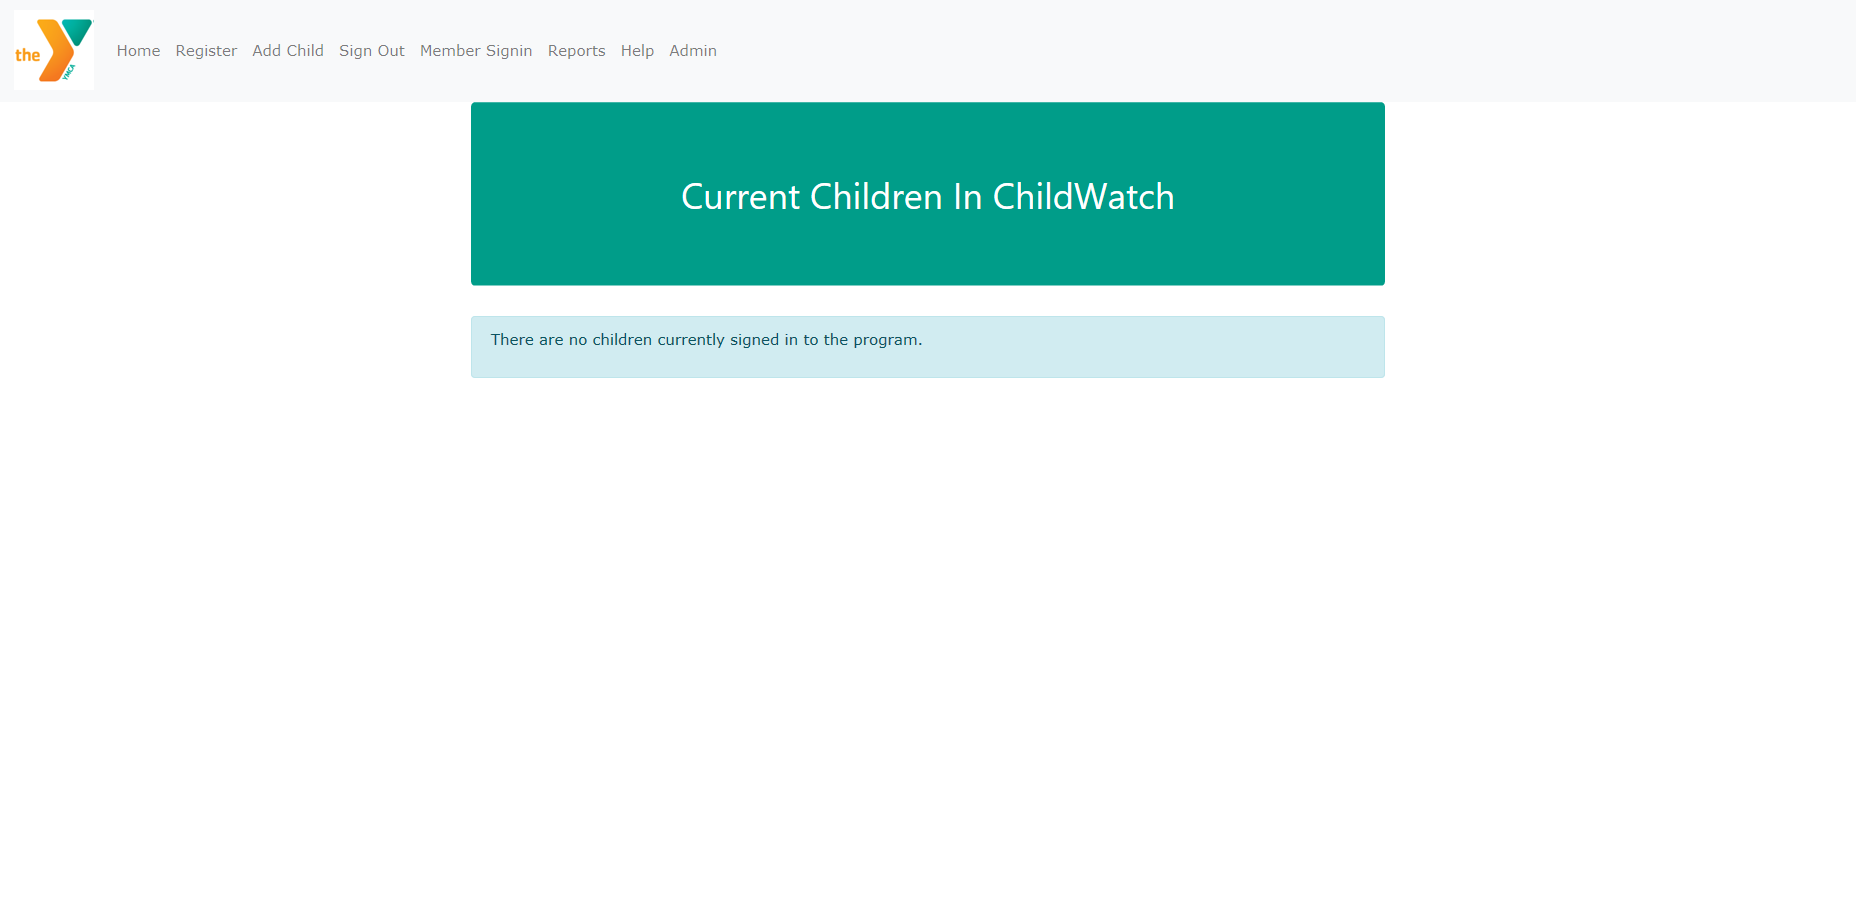 the
YMCA
Home Register Add Child Sign Out Member Signin Reports Help Admin
Current Children In ChildWatch
There are no children currently signed in to the program.